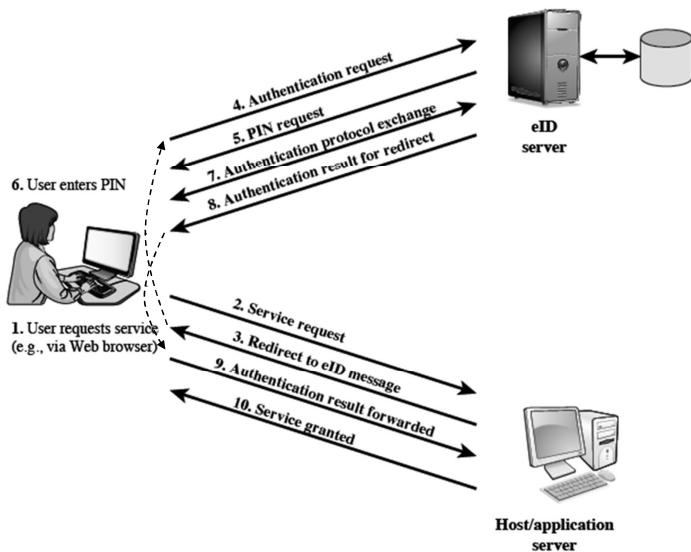 4. Authentication request
5. PIN request
7. Authentication protocol exchange
8. Authentication result for redirect
eID
server
6. User enters PIN
1. User requests service
(e.g., via Web browser)
2. Service request
3. Redirect to eID message
9. Authentication result forwarded
10. Service granted
Host/application
server